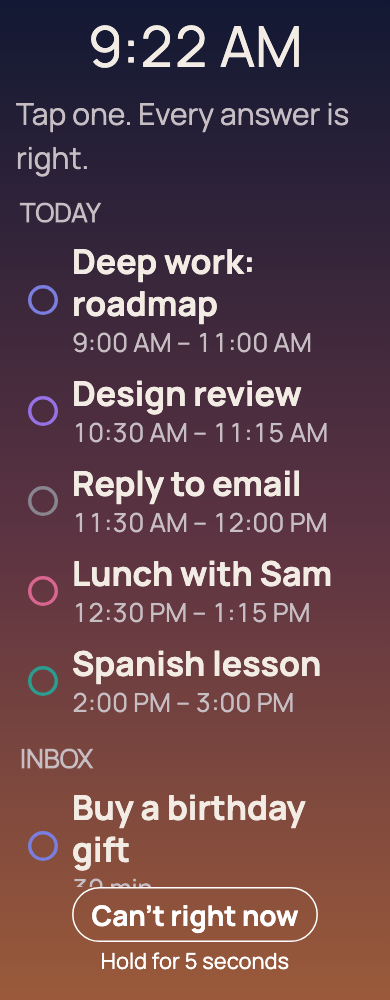 9:22 AM
Tap one. Every answer is
right.
TODAY
Deep work:
roadmap
9:00 AM – 11:00 AM
Design review
10:30 AM – 11:15 AM
Reply to email
11:30 AM – 12:00 PM
Lunch with Sam
12:30 PM – 1:15 PM
Spanish lesson
2:00 PM – 3:00 PM
INBOX
Buy a birthday
gift
30 min
Can't right now
Hold for 5 seconds